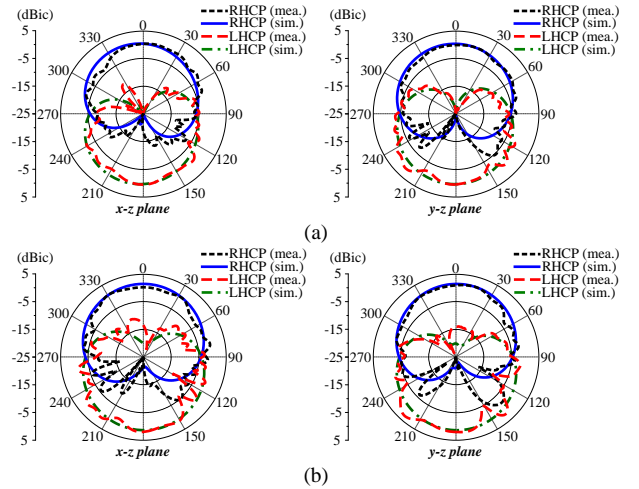 (dBic)
5
-5
-15
-25
-15
-5
5
0
30
60
90
120
150
210
240
270
300
330
RHCP (mea.)
RHCP (sim.)
LHCP (mea.)
LHCP (sim.)
x-z plane
(dBic)
5
-5
-15
-25
-15
-5
5
0
30
60
90
120
150
210
240
270
300
330
RHCP (mea.)
RHCP (sim.)
LHCP (mea.)
LHCP (sim.)
y-z plane
(a)
(dBic)
5
-5
-15
-25
-15
-5
5
0
30
60
90
120
150
210
240
270
300
330
RHCP (mea.)
RHCP (sim.)
LHCP (mea.)
LHCP (sim.)
x-z plane
(dBic)
5
-5
-15
-25
-15
-5
5
0
30
60
90
120
150
210
240
270
300
330
RHCP (mea.)
RHCP (sim.)
LHCP (mea.)
LHCP (sim.)
y-z plane
(b)